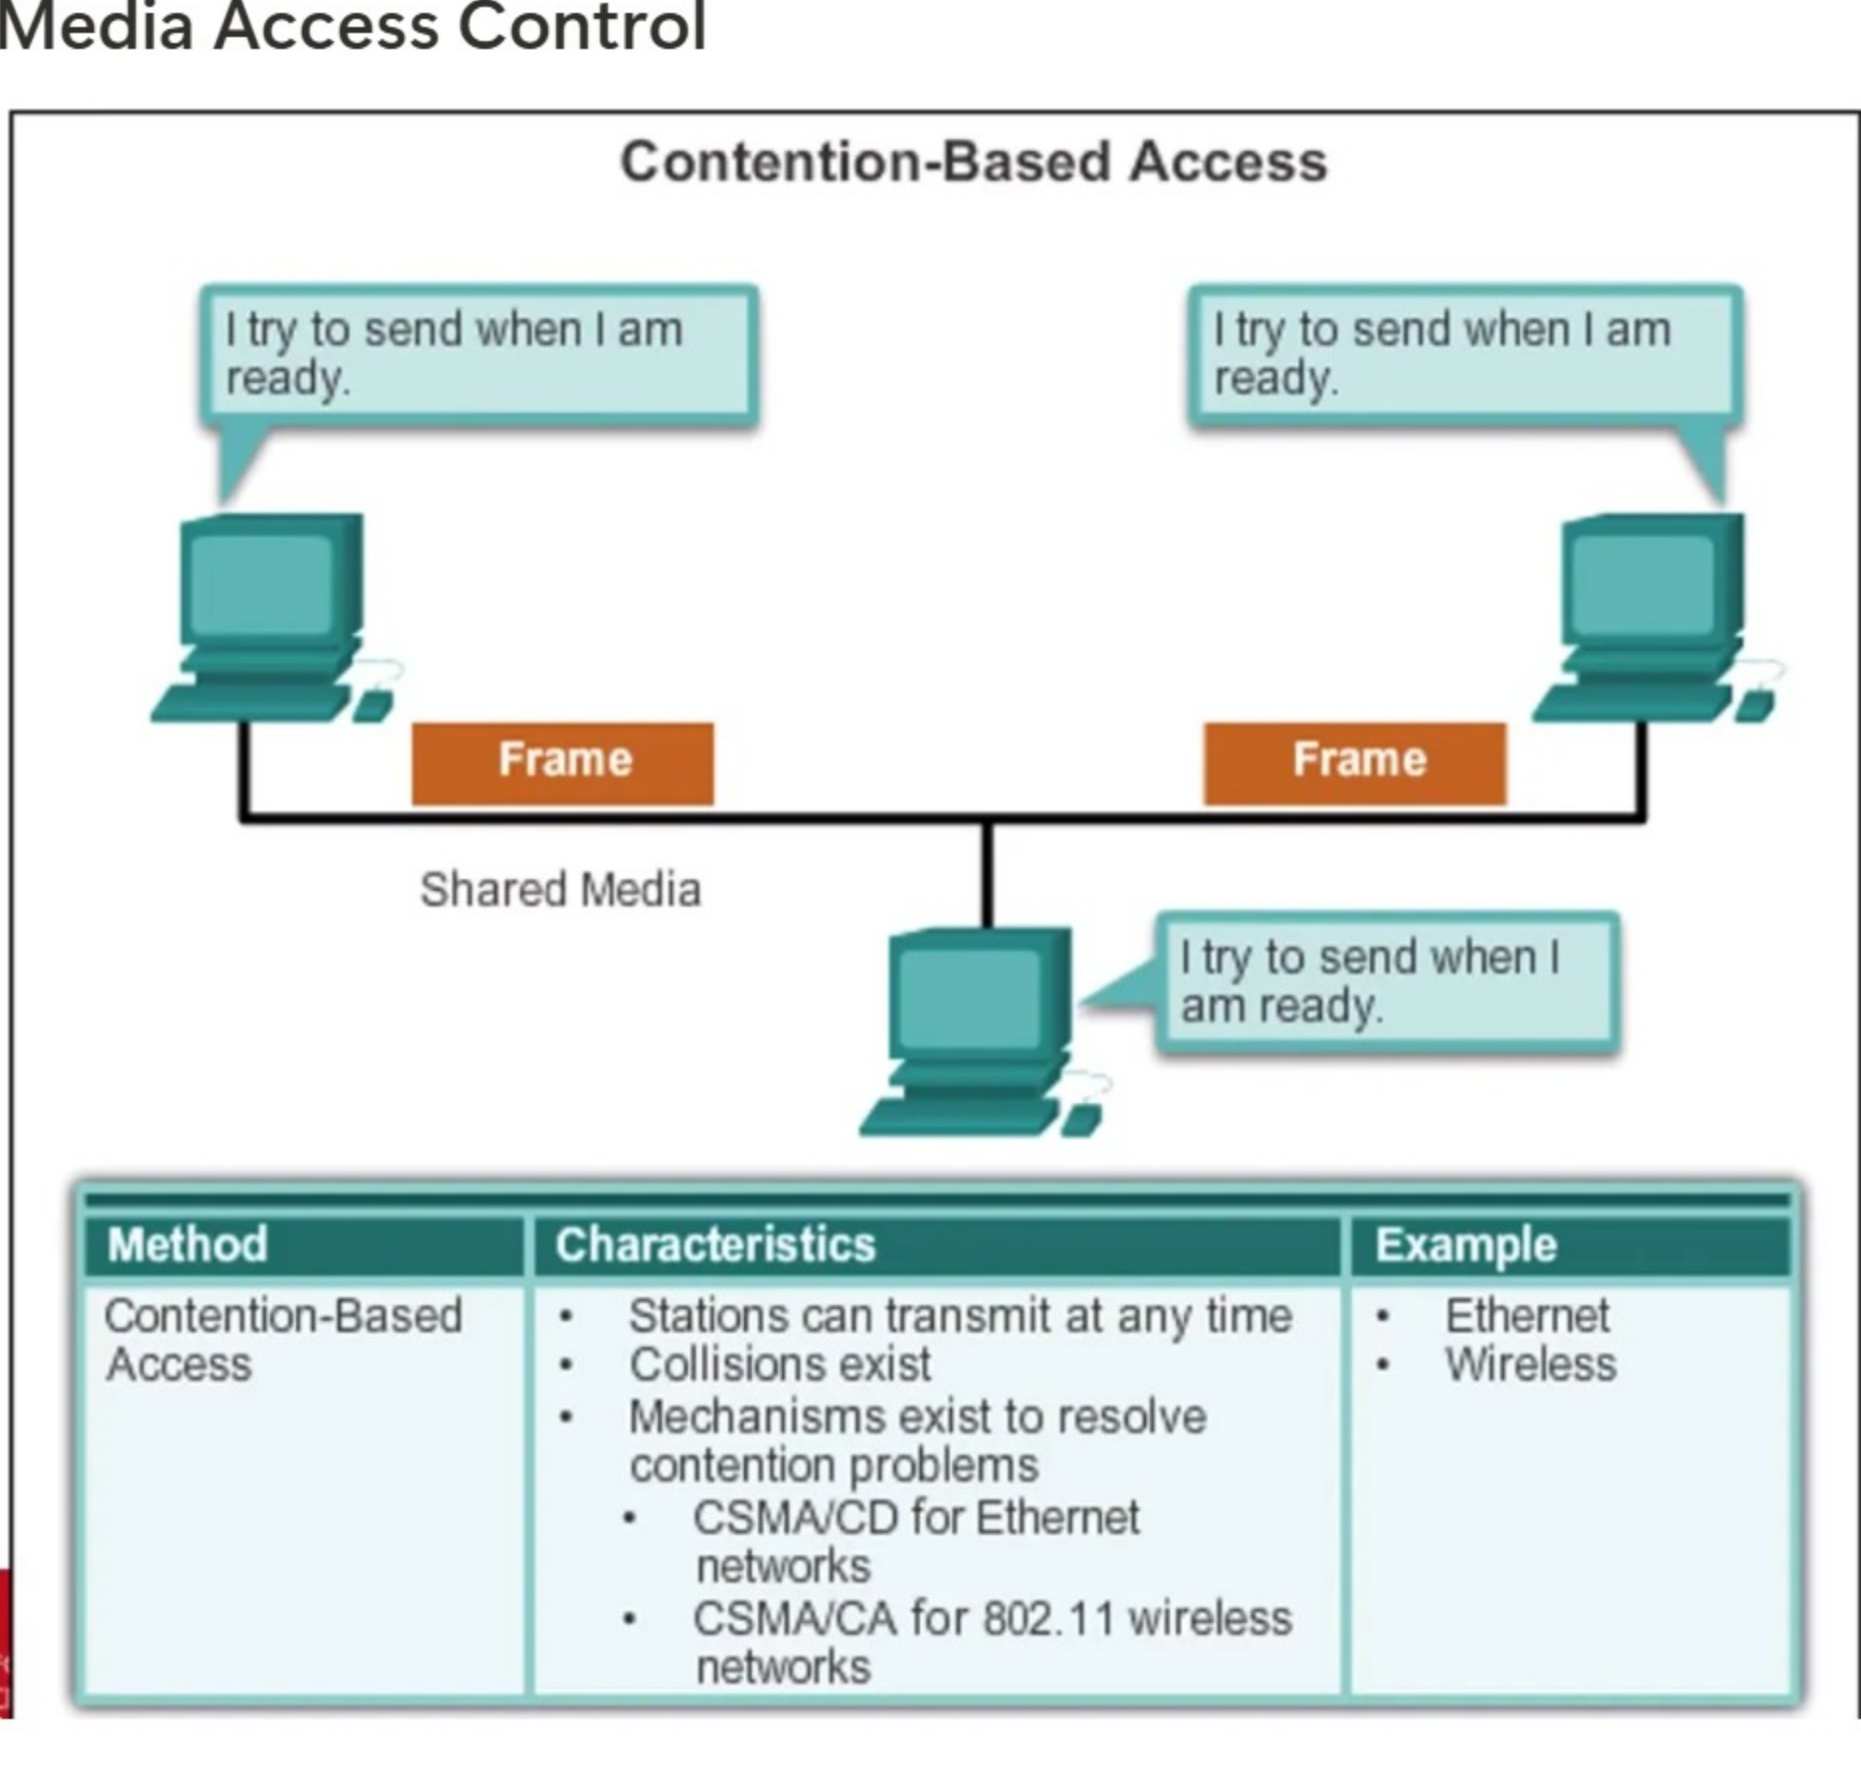 Media Access Control
Contention-Based Access
I try to send when I am
ready.
I try to send when I am
ready.
Frame
Frame
Shared Media
I try to send when I
am ready.
Method
Characteristics
Example
Contention-Based
Access
• Stations can transmit at any time
• Collisions exist
• Mechanisms exist to resolve
contention problems
• CSMA/CD for Ethernet
networks
• CSMA/CA for 802.11 wireless
networks
• Ethernet
• Wireless